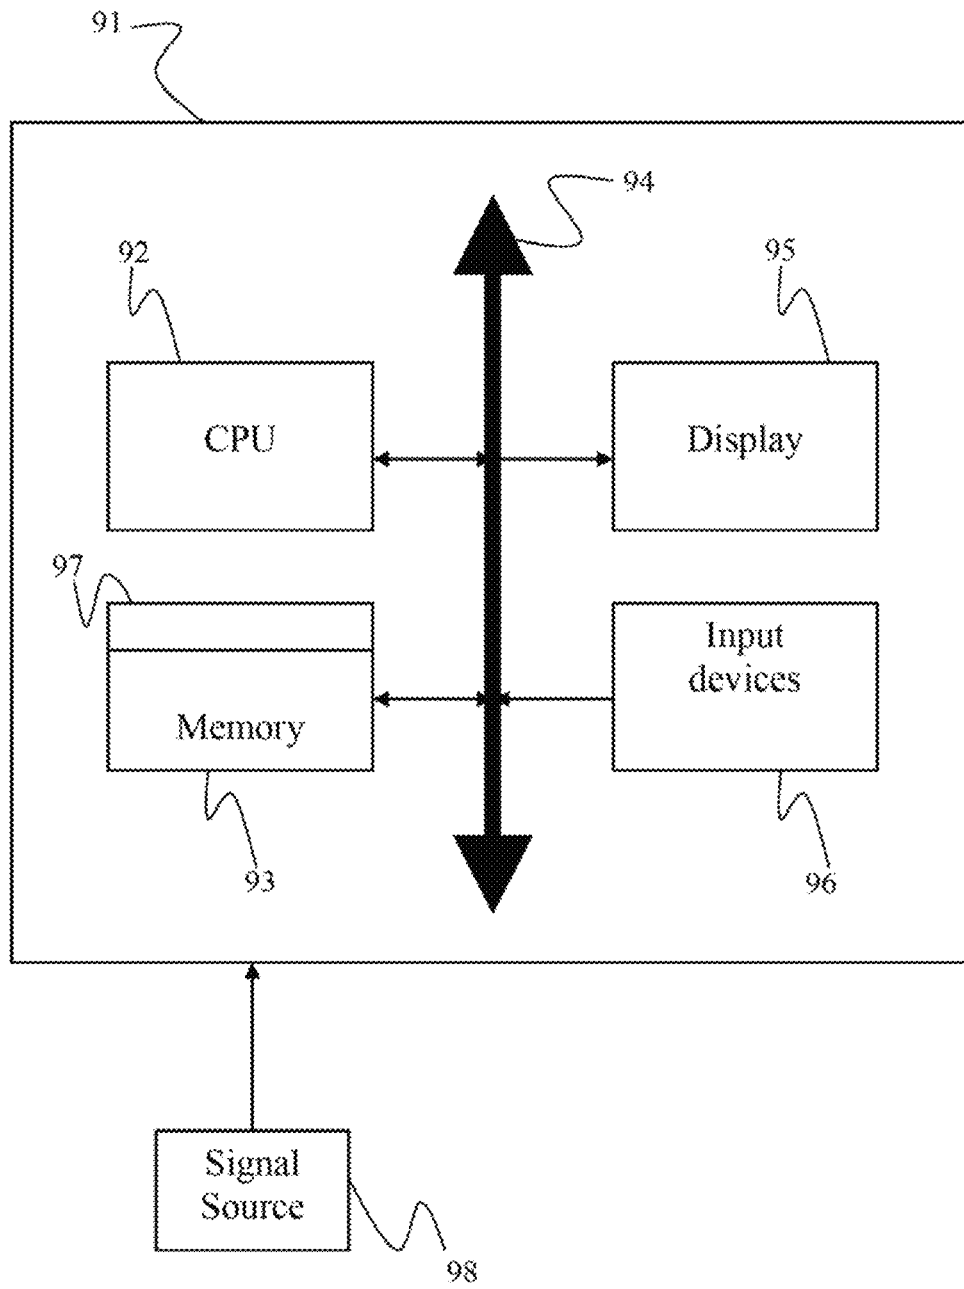 91
94
92
95
CPU
Display
97
Input
devices
Memory
93
96
Signal
Source
98